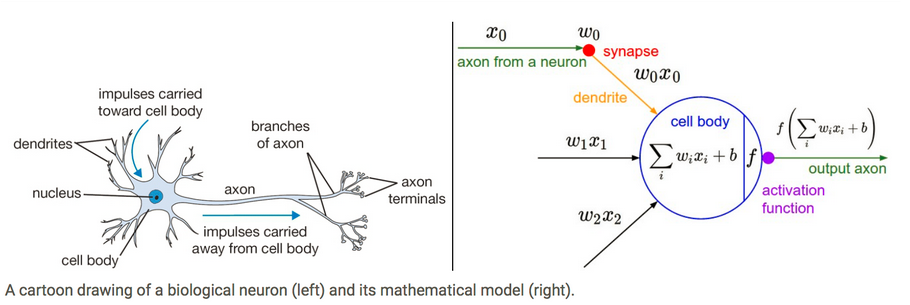 impulses carried
toward cell body
dendrites
nucleus
cell body
axon
impulses carried
away from cell body
branches
of axon
axon
terminals
x₀
w₀
synapse
axon from a neuron
w₀x₀
dendrite
cell body
w₁x₁
∑ᵢ wᵢxᵢ + b
f
w₂x₂
f(∑ᵢ wᵢxᵢ + b)
output axon
activation
function
A cartoon drawing of a biological neuron (left) and its mathematical model (right).